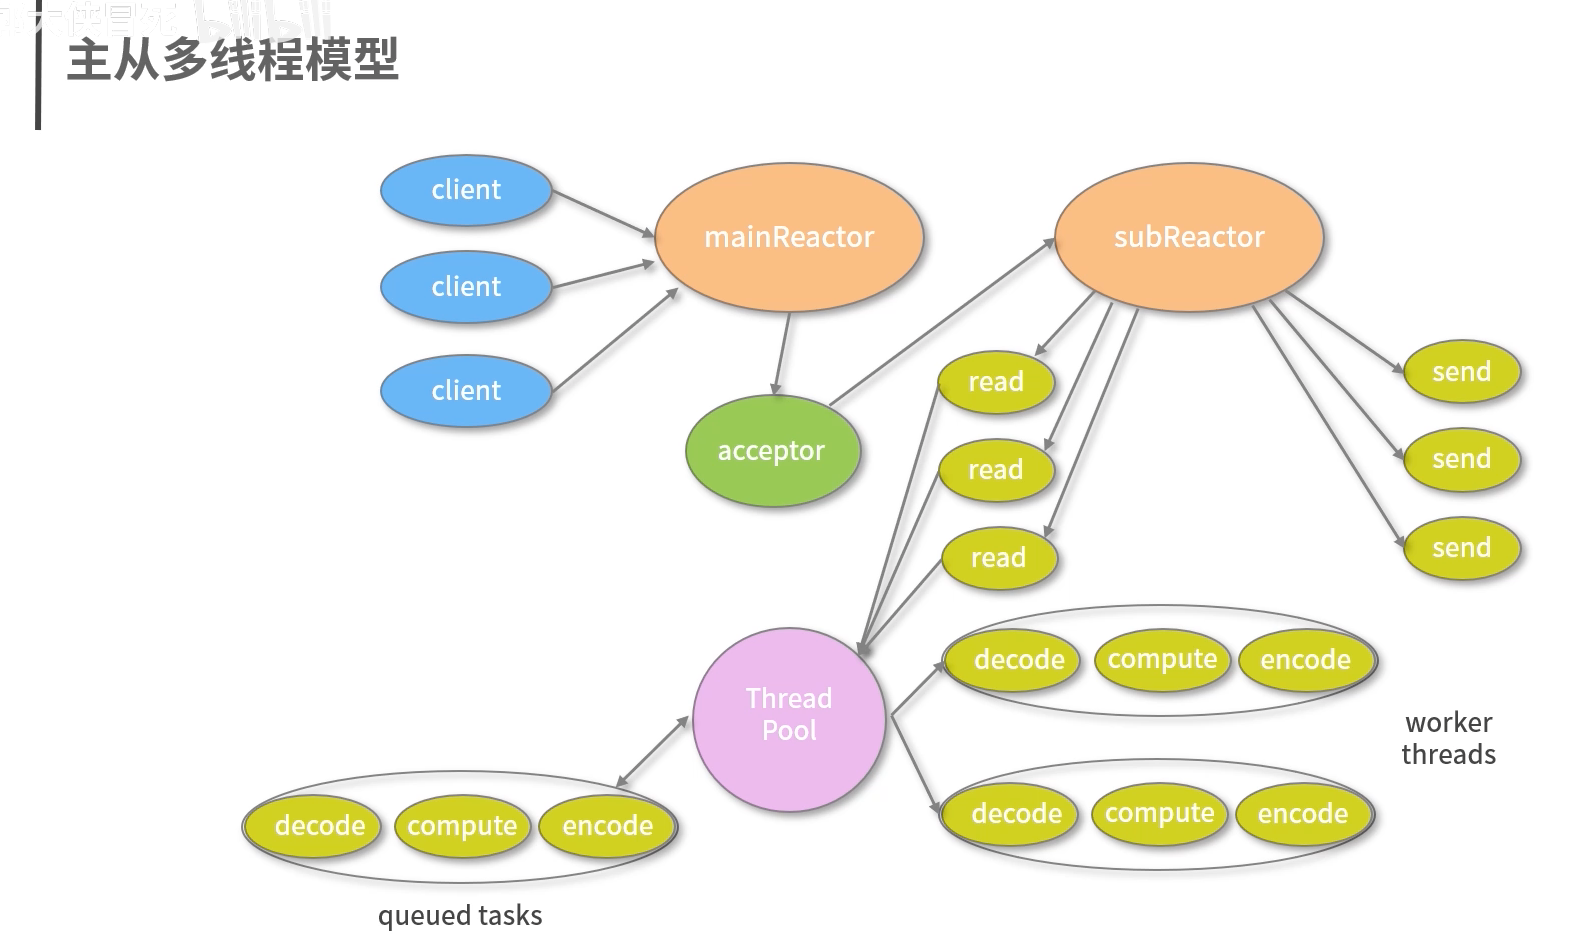 主从多线程模型
client
mainReactor
subReactor
client
client
acceptor
read
send
read
send
read
send
Thread
Pool
decode
compute
encode
worker
threads
decode
compute
encode
decode
compute
encode
queued tasks